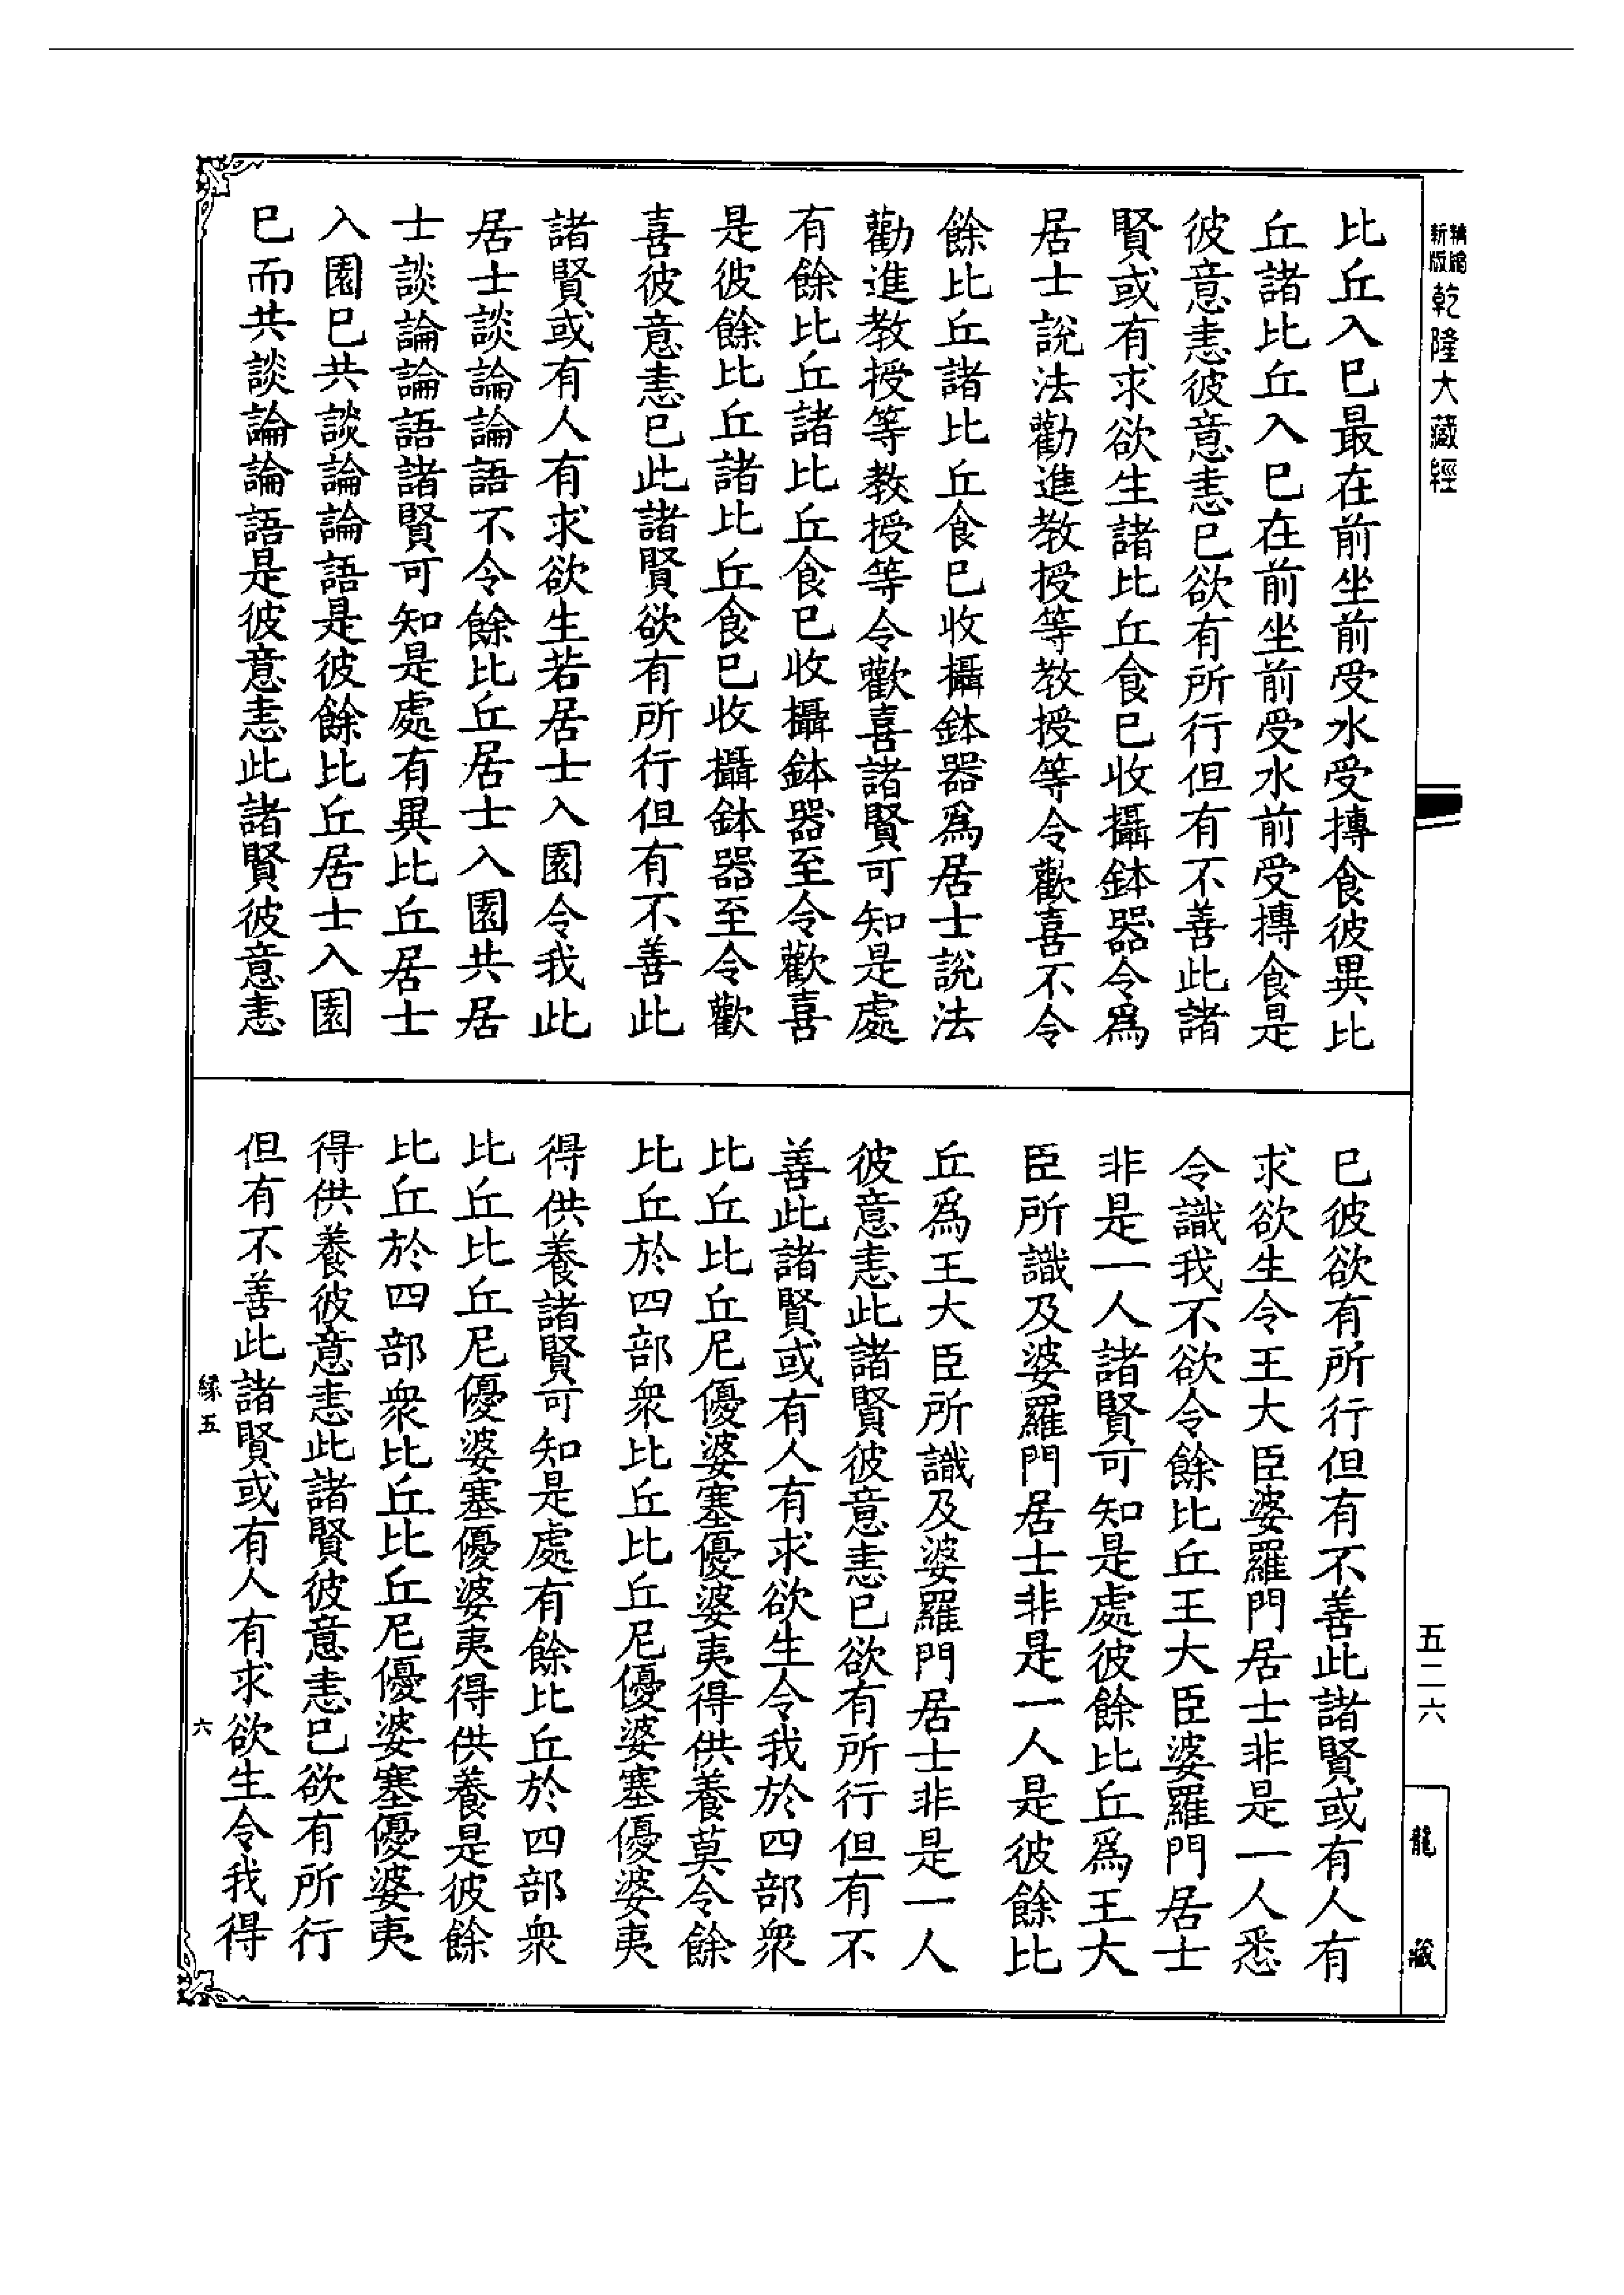 精縮
新版
乾隆大藏經
比丘入已最在前坐前受水受摶食彼異比
丘諸比丘入已在前坐前受水前受摶食是
彼意恚彼意恚已欲有所行但有不善此諸
賢或有求欲生諸比丘食已收攝鉢器令爲
居士說法勸進教授等教授等令歡喜不令
餘比丘諸比丘食已收攝鉢器爲居士說法
勸進教授等教授等令歡喜諸賢可知是處
有餘比丘諸比丘食已收攝鉢器至令歡喜
是彼餘比丘諸比丘食已收攝鉢器至令歡
喜彼意恚已此諸賢欲有所行但有不善此
諸賢或有人有求欲生若居士入園令我此
居士談論論語不令餘比丘居士入園共居
士談論論語諸賢可知是處有異比丘居士
入園已共談論論語是彼餘比丘居士入園
已而共談論論語是彼意恚此諸賢彼意恚
已彼欲有所行但有不善此諸賢或有人有
求欲生令王大臣婆羅門居士非是一人悉
令識我不欲令餘比丘王大臣婆羅門居士
非是一人諸賢可知是處彼餘比丘爲王大
臣所識及婆羅門居士非是一人是彼餘比
丘爲王大臣所識及婆羅門居士非是一人
彼意恚此諸賢彼意恚已欲有所行但有不
善此諸賢或有人有求欲生令我於四部衆
比丘比丘尼優婆塞優婆夷得供養莫令餘
比丘於四部衆比丘比丘尼優婆塞優婆夷
得供養諸賢可知是處有餘比丘於四部衆
比丘比丘尼優婆塞優婆夷得供養是彼餘
比丘於四部衆比丘比丘尼優婆塞優婆夷
得供養彼意恚此諸賢彼意恚已欲有所行
但有不善此諸賢或有人有求欲生令我得
五二六
龍藏
緣五
六